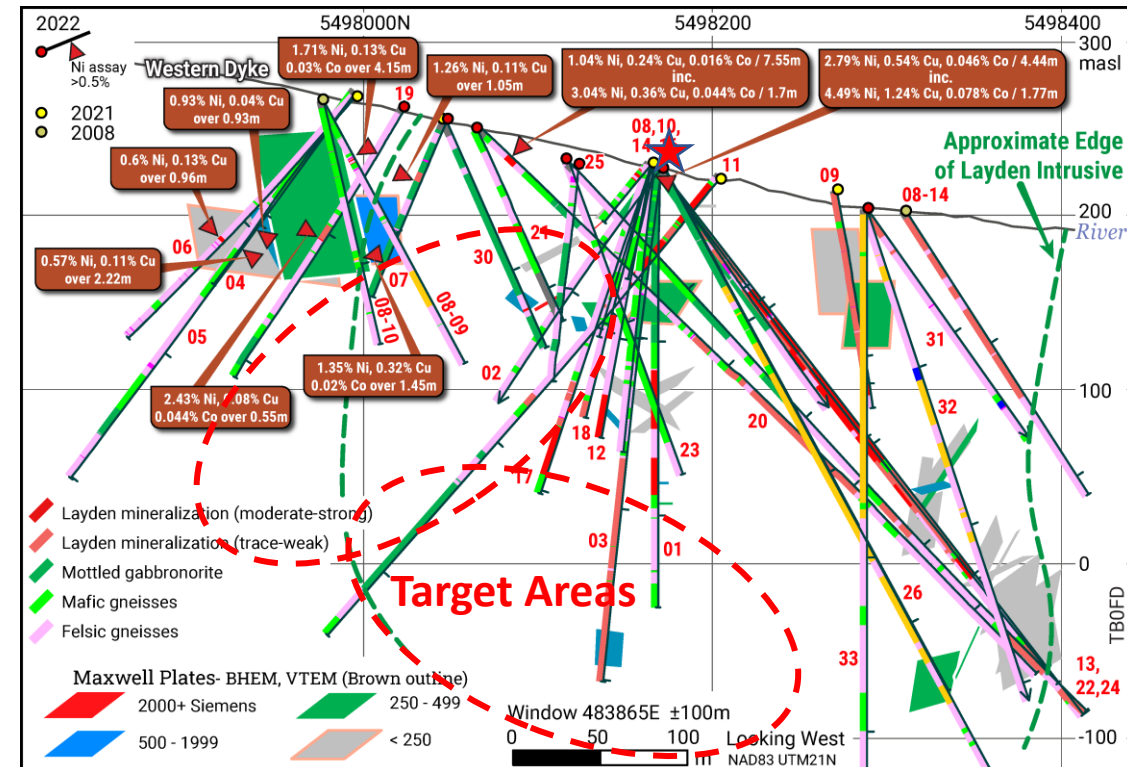 2022
5498000N
5498200
5498400
Ni assay
>0.5%
2021
2008
Western Dyke
1.71% Ni, 0.13% Cu
0.03% Co over 4.15m
1.26% Ni, 0.11% Cu
over 1.05m
1.04% Ni, 0.24% Cu, 0.016% Co / 7.55m
inc.
3.04% Ni, 0.36% Cu, 0.044% Co / 1.7m
2.79% Ni, 0.54% Cu, 0.046% Co / 4.44m
inc.
4.49% Ni, 1.24% Cu, 0.078% Co / 1.77m
300
masl
0.93% Ni, 0.04% Cu
over 0.93m
19
08,10,
25
11
09
08-14
Approximate Edge
of Layden Intrusive
0.6% Ni, 0.13% Cu
over 0.96m
200
River
06
04
0.57% Ni, 0.11% Cu
over 2.22m
07
30
21
05
08-10
08-09
31
1.35% Ni, 0.32% Cu
0.02% Co over 1.45m
2.43% Ni, 0.08% Cu
0.044% Co over 0.55m
02
100
18
12
23
20
32
17
Layden mineralization (moderate-strong)
Layden mineralization (trace-weak)
Mottled gabbronorite
Mafic gneisses
Felsic gneisses
03
01
0
Target Areas
26
TB0FD
33
13,
22,24
Maxwell Plates- BHEM, VTEM (Brown outline)
2000+ Siemens
250 - 499
500 - 1999
< 250
Window 483865E ±100m
0 50 100
m
Looking West
NAD83 UTM21N
-100